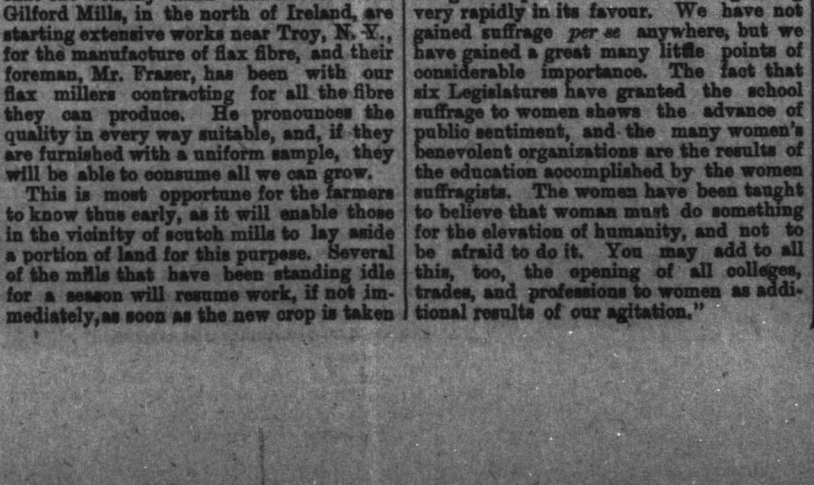 Gilford Mills, in the north of Ireland, are
starting extensive works near Troy, N. Y.,
for the manufacture of flax fibre, and their
foreman, Mr. Frazer, has been with our
flax millers contracting for all the fibre
they can produce. He pronounces the
quality in every way suitable, and, if they
are furnished with a uniform sample, they
will be able to consume all we can grow.
This is most opportune for the farmers
to know thus early, as it will enable those
in the vicinity of scutch mills to lay aside
a portion of land for this purpose. Several
of the mills that have been standing idle
for a season will resume work, if not im-
mediately, as soon as the new crop is taken
very rapidly in its favour. We have not
gained suffrage per se anywhere, but we
have gained a great many little points of
considerable importance. The fact that
six Legislatures have granted the school
suffrage to women shews the advance of
public sentiment, and the many women's
benevolent organizations are the results of
the education accomplished by the women
suffragists. The women have been taught
to believe that woman must do something
for the elevation of humanity, and not to
be afraid to do it. You may add to all
this, too, the opening of all colleges,
trades, and professions to women as addi-
tional results of our agitation."